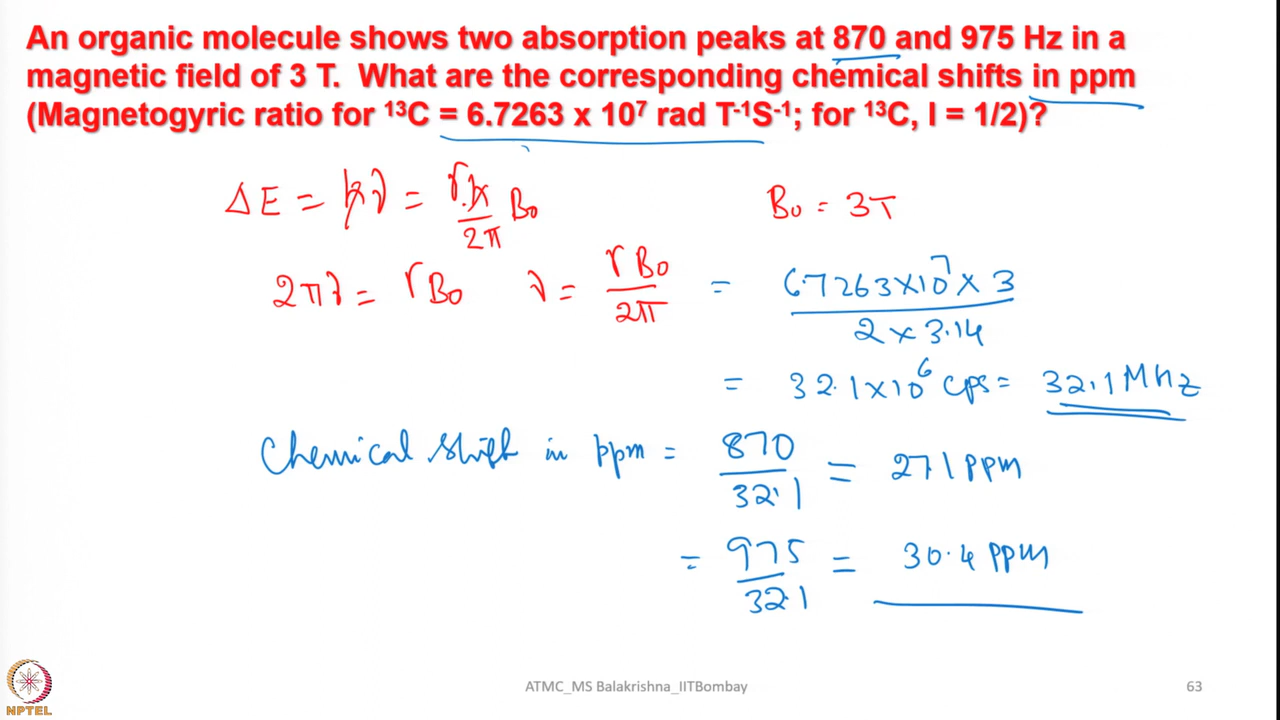 An organic molecule shows two absorption peaks at 870 and 975 Hz in a
magnetic field of 3 T. What are the corresponding chemical shifts in ppm
(Magnetogyric ratio for ¹³C = 6.7263 x 10⁷ rad T⁻¹S⁻¹; for ¹³C, I = 1/2)?
ΔE = hν = γ.h/2π B₀
B₀ = 3T
2πν = γB₀ ν = γB₀/2π = 6.7263×10⁷ × 3 / 2 × 3.14
= 32.1×10⁶ cps = 32.1 MHz
Chemical shift in ppm = 870/32.1 = 271 ppm
= 975/32.1 = 30.4 ppm
NPTEL
ATMC_MS Balakrishna_IITBombay
63